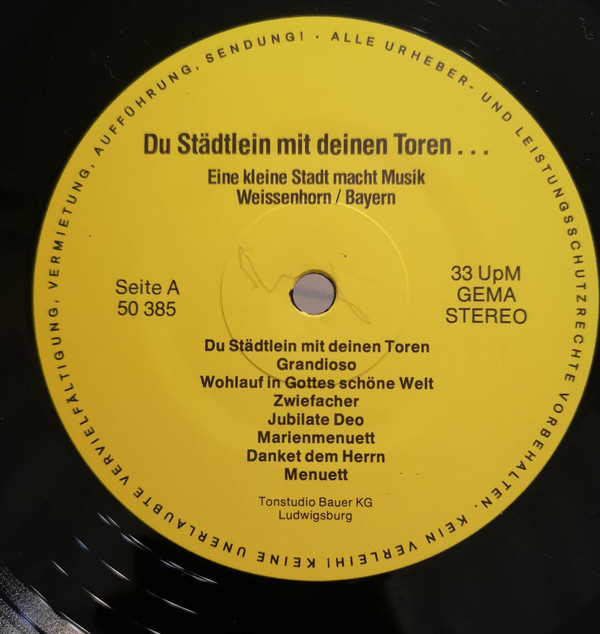 ALLE URHEBER- UND LEISTUNGSSCHUTZRECHTE VORBEHALTEN. KEIN VERLEIH! KEINE UNERLAUBTE VERVIELFÄLTIGUNG, VERMIETUNG, AUFFÜHRUNG, SENDUNG! ·
Du Städtlein mit deinen Toren . . .
Eine kleine Stadt macht Musik
Weissenhorn / Bayern
Seite A
50 385
33 UpM
GEMA
STEREO
Du Städtlein mit deinen Toren
Grandioso
Wohlauf in Gottes schöne Welt
Zwiefacher
Jubilate Deo
Marienmenuett
Danket dem Herrn
Menuett
Tonstudio Bauer KG
Ludwigsburg